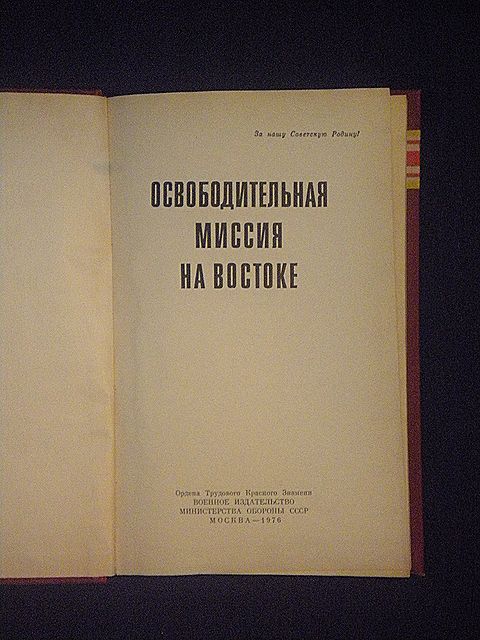 За нашу Советскую Родину!
ОСВОБОДИТЕЛЬНАЯ
МИССИЯ
НА ВОСТОКЕ
Ордена Трудового Красного Знамени
ВОЕННОЕ ИЗДАТЕЛЬСТВО
МИНИСТЕРСТВА ОБОРОНЫ СССР
МОСКВА—1976